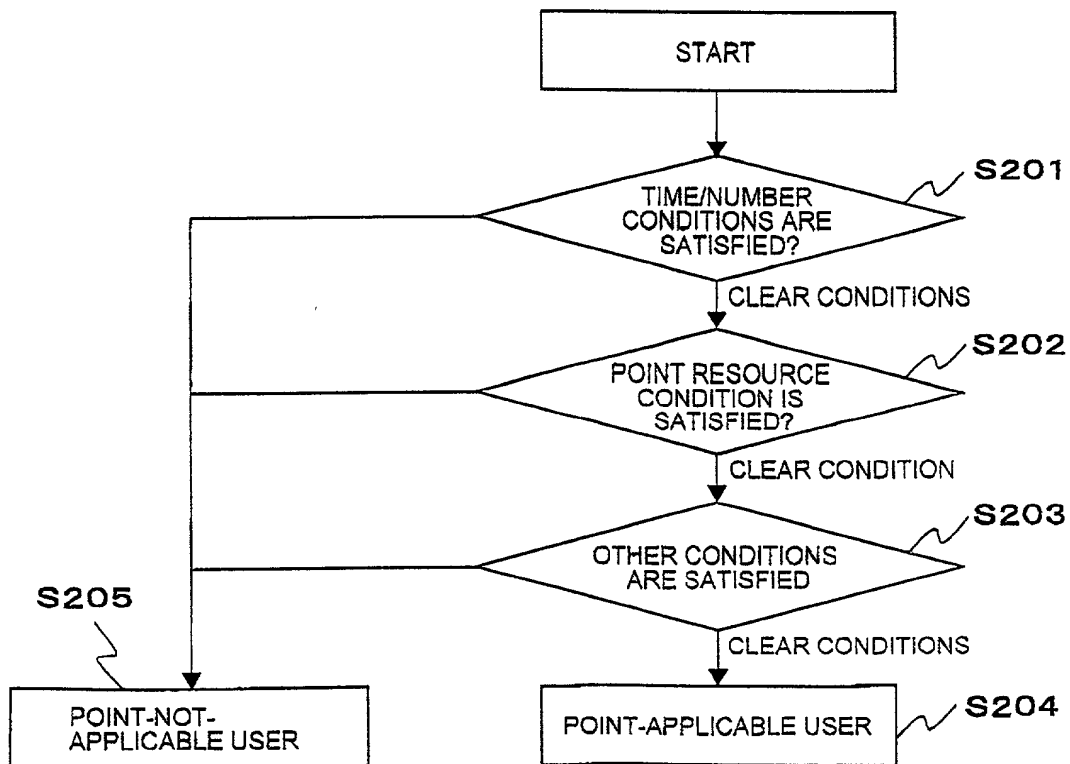 START
S201
TIME/NUMBER
CONDITIONS ARE
SATISFIED?
CLEAR CONDITIONS
S202
POINT RESOURCE
CONDITION IS
SATISFIED?
CLEAR CONDITION
S203
OTHER CONDITIONS
ARE SATISFIED
S205
CLEAR CONDITIONS
POINT-NOT-
APPLICABLE USER
POINT-APPLICABLE USER
S204